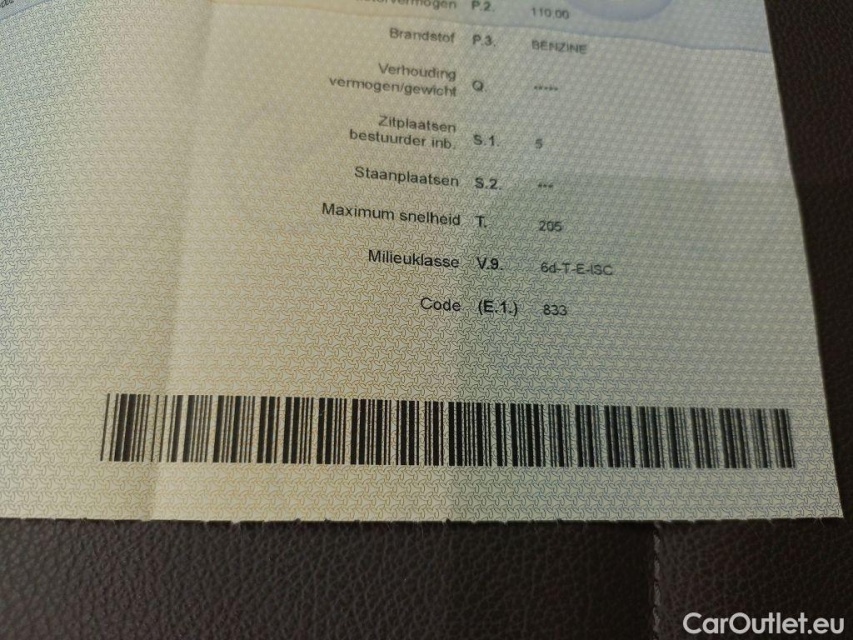 P.2. 110.00
Brandstof P.3. BENZINE
Verhouding
vermogen/gewicht Q. *****
Zitplaatsen
bestuurder inb. S.1. 5
Staanplaatsen S.2. ***
Maximum snelheid T. 205
Milieuklasse V.9. 6d-T-E-ISC
Code (E.1.) 833
CarOutlet.eu